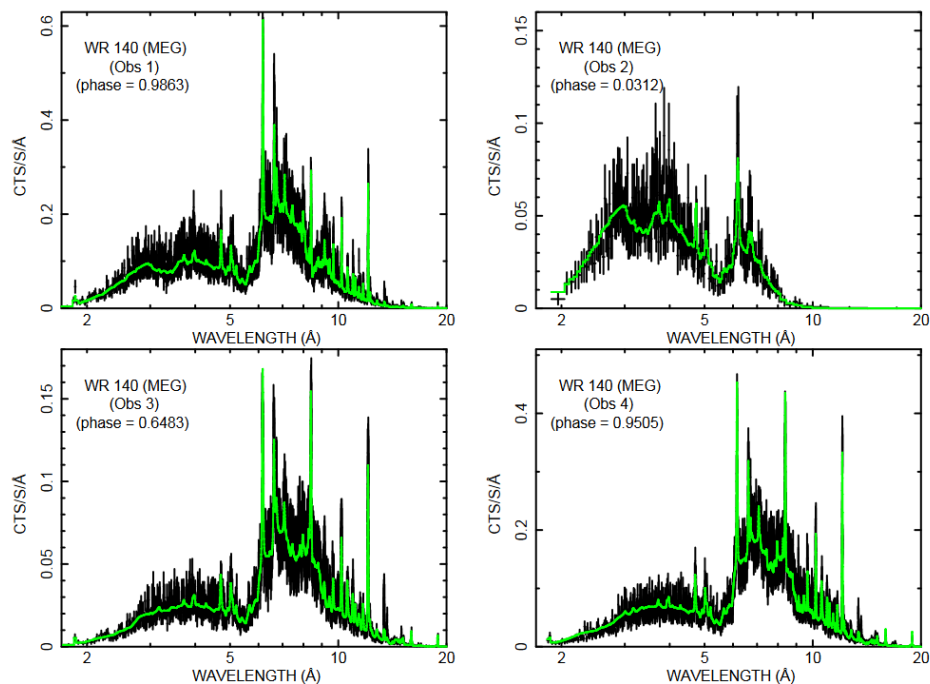 WR 140 (MEG)
(Obs 1)
(phase = 0.9863)
CTS/S/Å
0
0.2
0.4
0.6
2
5
10
20
WAVELENGTH (Å)
WR 140 (MEG)
(Obs 2)
(phase = 0.0312)
CTS/S/Å
0
0.05
0.1
0.15
2
5
10
20
WAVELENGTH (Å)
WR 140 (MEG)
(Obs 3)
(phase = 0.6483)
CTS/S/Å
0
0.05
0.1
0.15
2
5
10
20
WAVELENGTH (Å)
WR 140 (MEG)
(Obs 4)
(phase = 0.9505)
CTS/S/Å
0
0.2
0.4
2
5
10
20
WAVELENGTH (Å)